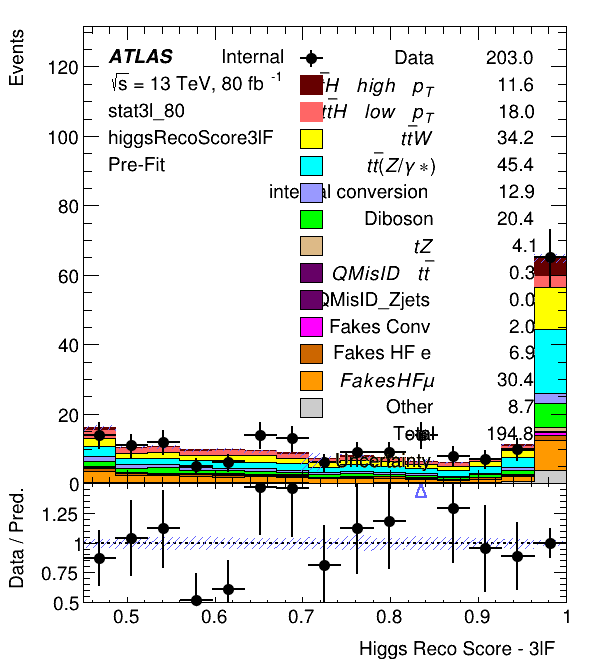 Events
ATLAS Internal
√s = 13 TeV, 80 fb -1
stat3l_80
higgsRecoScore3lF
Pre-Fit
Data 203.0
tt̄H high pT 11.6
tt̄H low pT 18.0
tt̄W 34.2
tt̄(Z/γ*) 45.4
internal conversion 12.9
Diboson 20.4
tZ 4.1
QMisID tt̄ 0.3
QMisID_Zjets 0.0
Fakes Conv 2.0
Fakes HF e 6.9
FakesHFμ 30.4
Other 8.7
Total 194.8
Uncertainty
120
100
80
60
40
20
0
Data / Pred.
1.25
1
0.75
0.5
0.5 0.6 0.7 0.8 0.9 1
Higgs Reco Score - 3lF